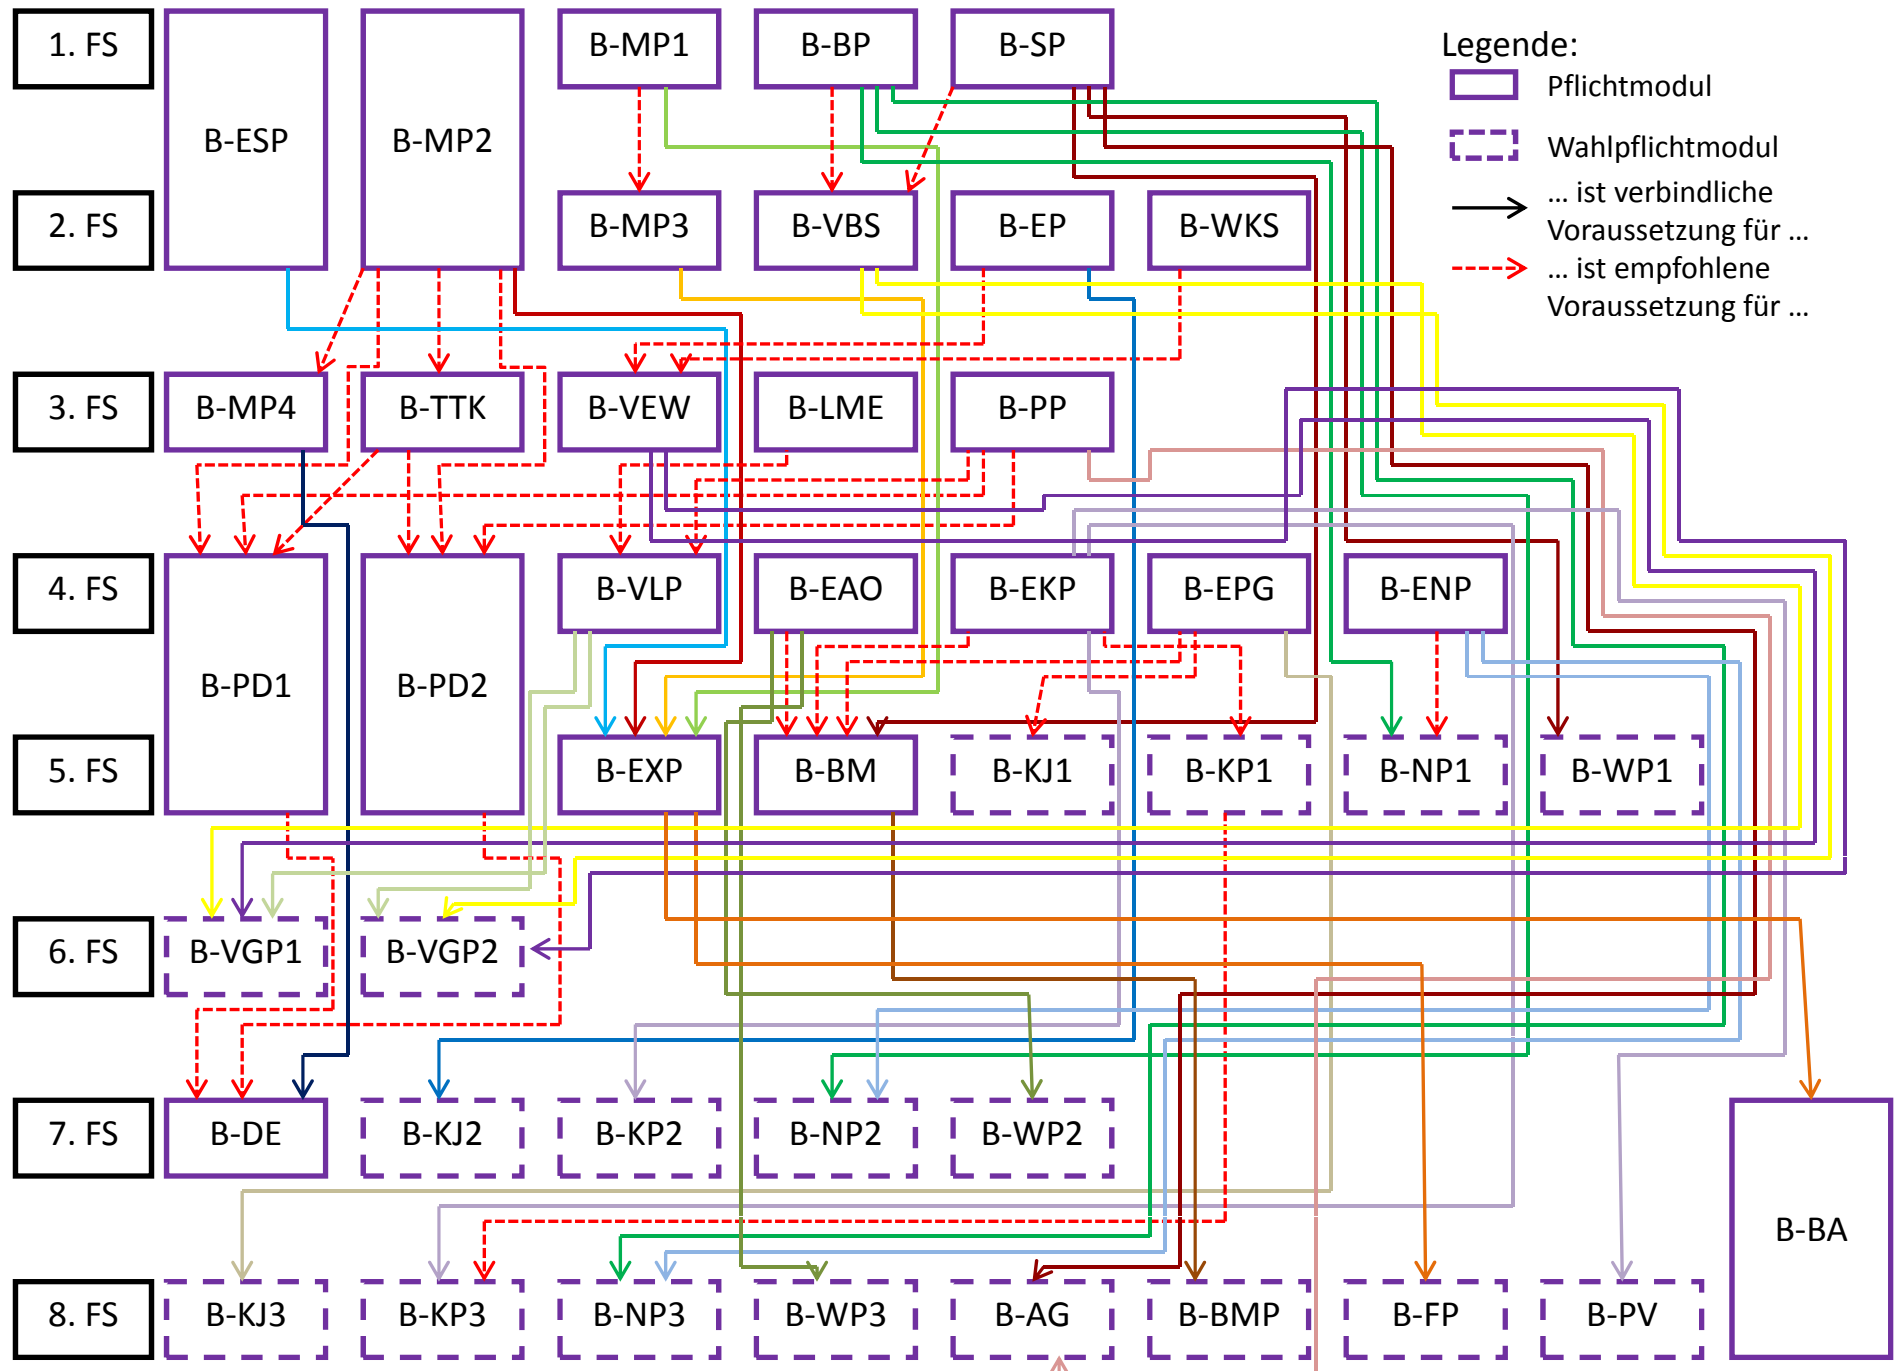 1. FS
B-ESP
B-MP2
B-MP1
B-BP
B-SP
Legende:
Pflichtmodul
Wahlpflichtmodul
... ist verbindliche
Voraussetzung für ...
... ist empfohlene
Voraussetzung für ...
2. FS
B-MP3
B-VBS
B-EP
B-WKS
3. FS
B-MP4
B-TTK
B-VEW
B-LME
B-PP
4. FS
B-PD1
B-PD2
B-VLP
B-EAO
B-EKP
B-EPG
B-ENP
5. FS
B-EXP
B-BM
B-KJ1
B-KP1
B-NP1
B-WP1
6. FS
B-VGP1
B-VGP2
7. FS
B-DE
B-KJ2
B-KP2
B-NP2
B-WP2
B-BA
8. FS
B-KJ3
B-KP3
B-NP3
B-WP3
B-AG
B-BMP
B-FP
B-PV